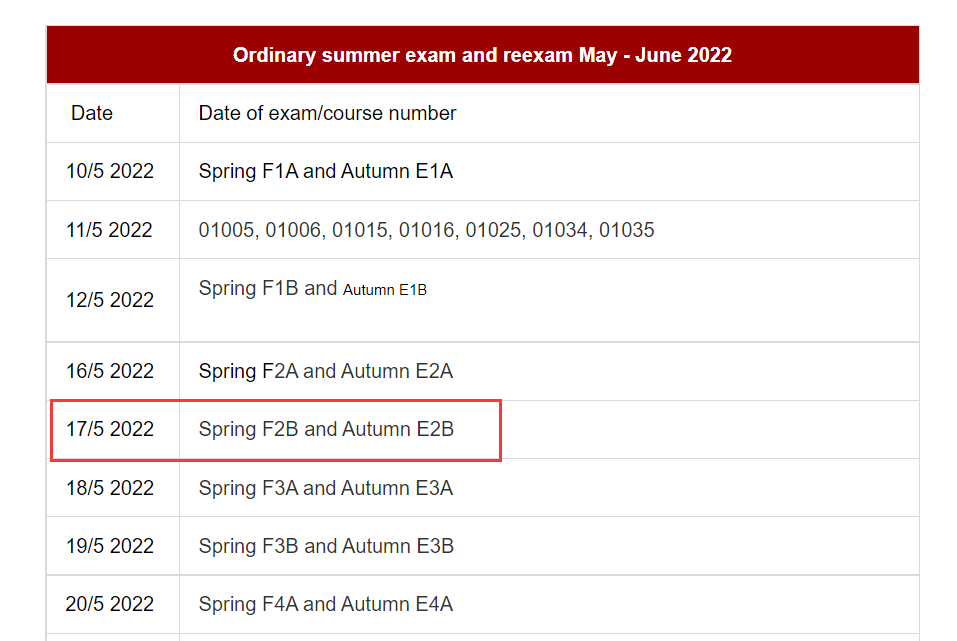 Ordinary summer exam and reexam May - June 2022
Date Date of exam/course number
10/5 2022 Spring F1A and Autumn E1A
11/5 2022 01005, 01006, 01015, 01016, 01025, 01034, 01035
12/5 2022 Spring F1B and Autumn E1B
16/5 2022 Spring F2A and Autumn E2A
17/5 2022 Spring F2B and Autumn E2B
18/5 2022 Spring F3A and Autumn E3A
19/5 2022 Spring F3B and Autumn E3B
20/5 2022 Spring F4A and Autumn E4A